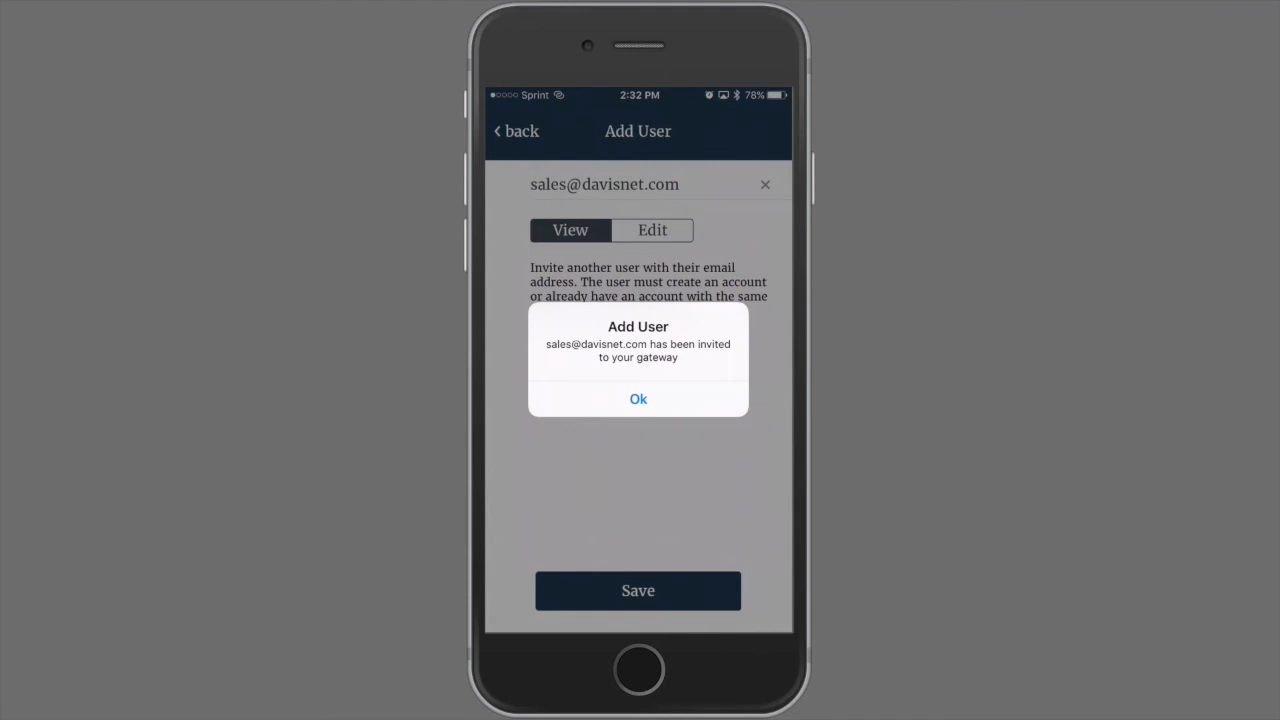 Sprint 2:32 PM 78%
back Add User
sales@davisnet.com
View Edit
Invite another user with their email
address. The user must create an account
or already have an account with the same
Add User
sales@davisnet.com has been invited
to your gateway
Ok
Save